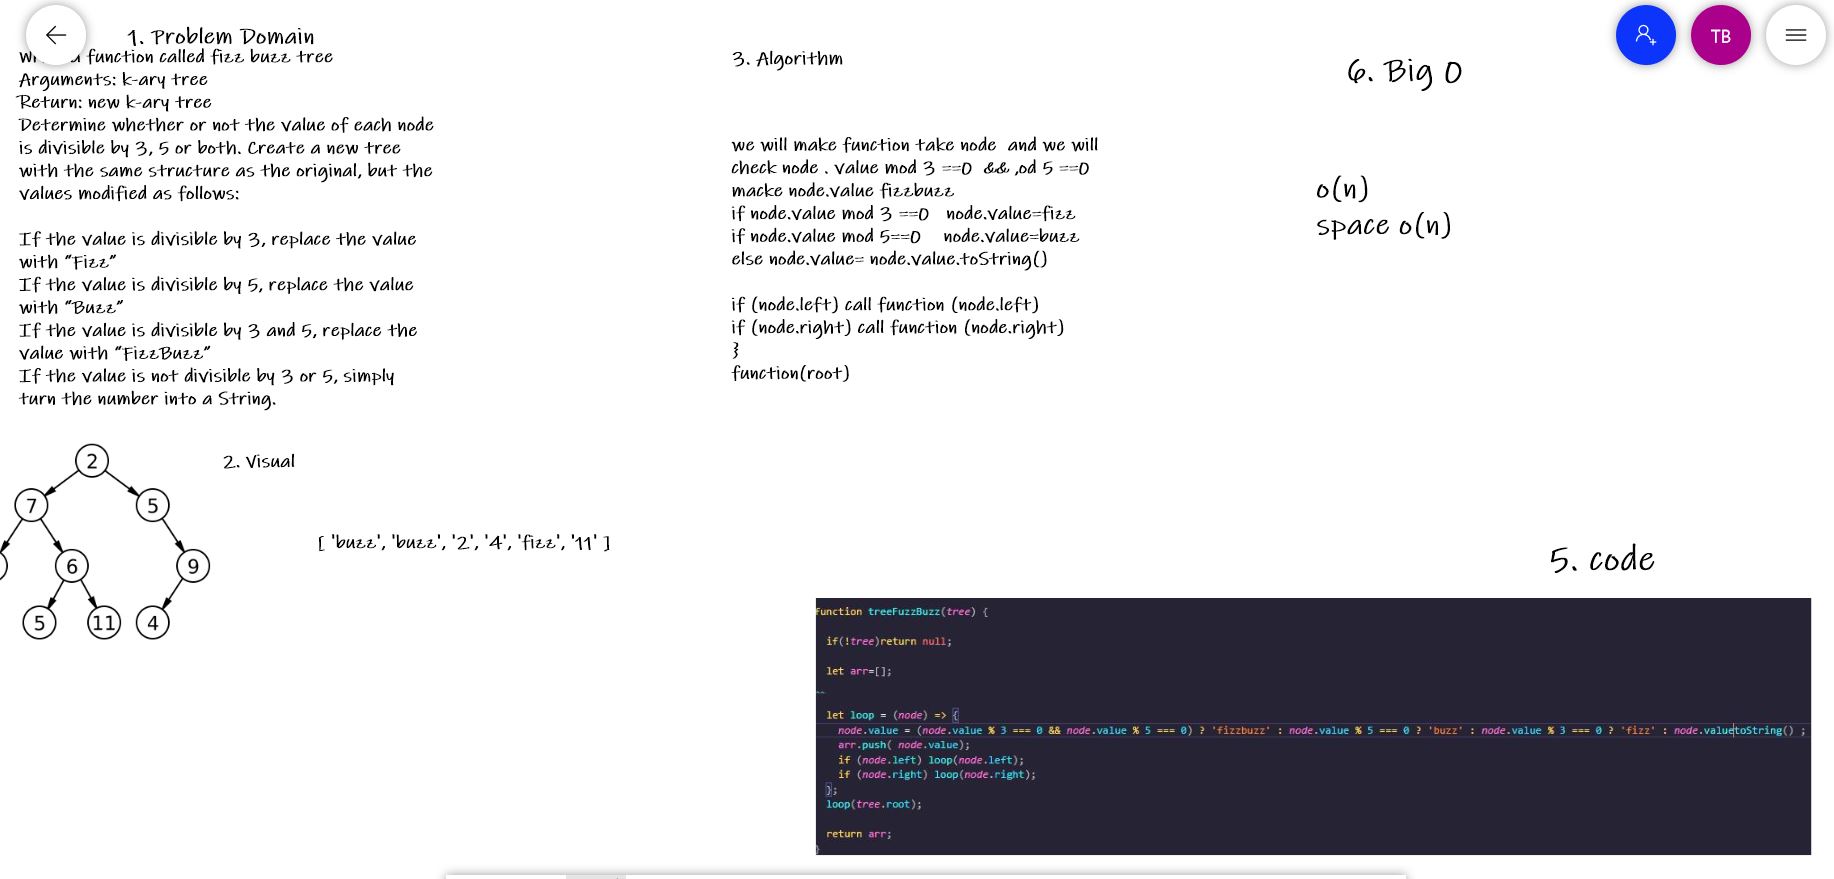 1. Problem Domain
function called fizz buzz tree
Arguments: k-ary tree
Return: new k-ary tree
Determine whether or not the value of each node
is divisible by 3, 5 or both. Create a new tree
with the same structure as the original, but the
values modified as follows:
If the value is divisible by 3, replace the value
with "Fizz"
If the value is divisible by 5, replace the value
with "Buzz"
If the value is divisible by 3 and 5, replace the
value with "FizzBuzz"
If the value is not divisible by 3 or 5, simply
turn the number into a String.
2. Visual
2
7
5
6
9
5
11
4
[ 'buzz', 'buzz', '2', '4', 'fizz', '11' ]
3. Algorithm
we will make function take node and we will
check node . value mod 3 ==0 && ,od 5 ==0
macke node.value fizzbuzz
if node.value mod 3 ==0 node.value=fizz
if node.value mod 5==0 node.value=buzz
else node.value= node.value.toString()
if (node.left) call function (node.left)
if (node.right) call function (node.right)
}
function(root)
TB
6. Big O
o(n)
space o(n)
5. code
function treeFuzzBuzz(tree) {
if(!tree)return null;
let arr=[];
let loop = (node) => {
node.value = (node.value % 3 === 0 && node.value % 5 === 0) ? 'fizzbuzz' : node.value % 5 === 0 ? 'buzz' : node.value % 3 === 0 ? 'fizz' : node.valuetoString() ;
arr.push( node.value);
if (node.left) loop(node.left);
if (node.right) loop(node.right);
};
loop(tree.root);
return arr;
}